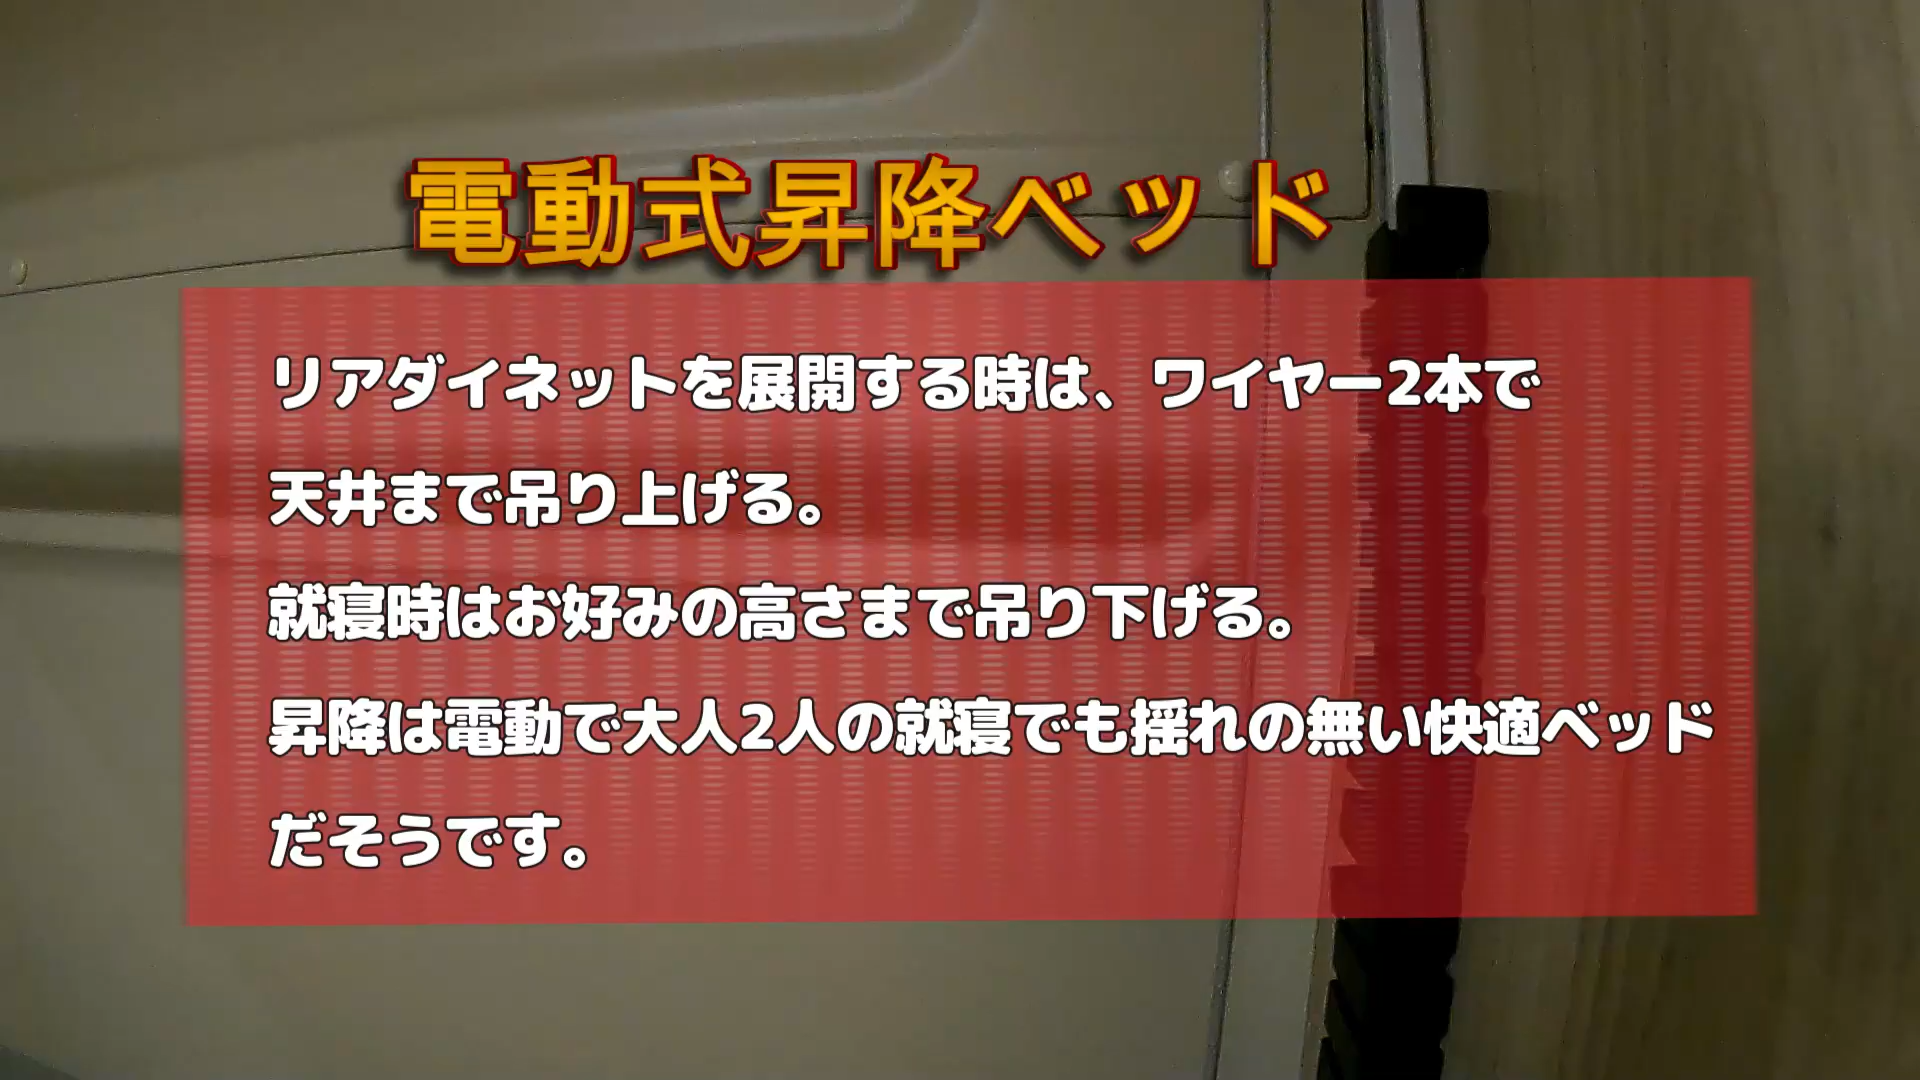 電動式昇降ベッド
リアダイネットを展開する時は、ワイヤー2本で
天井まで吊り上げる。
就寝時はお好みの高さまで吊り下げる。
昇降は電動で大人2人の就寝でも揺れの無い快適ベッド
だそうです。